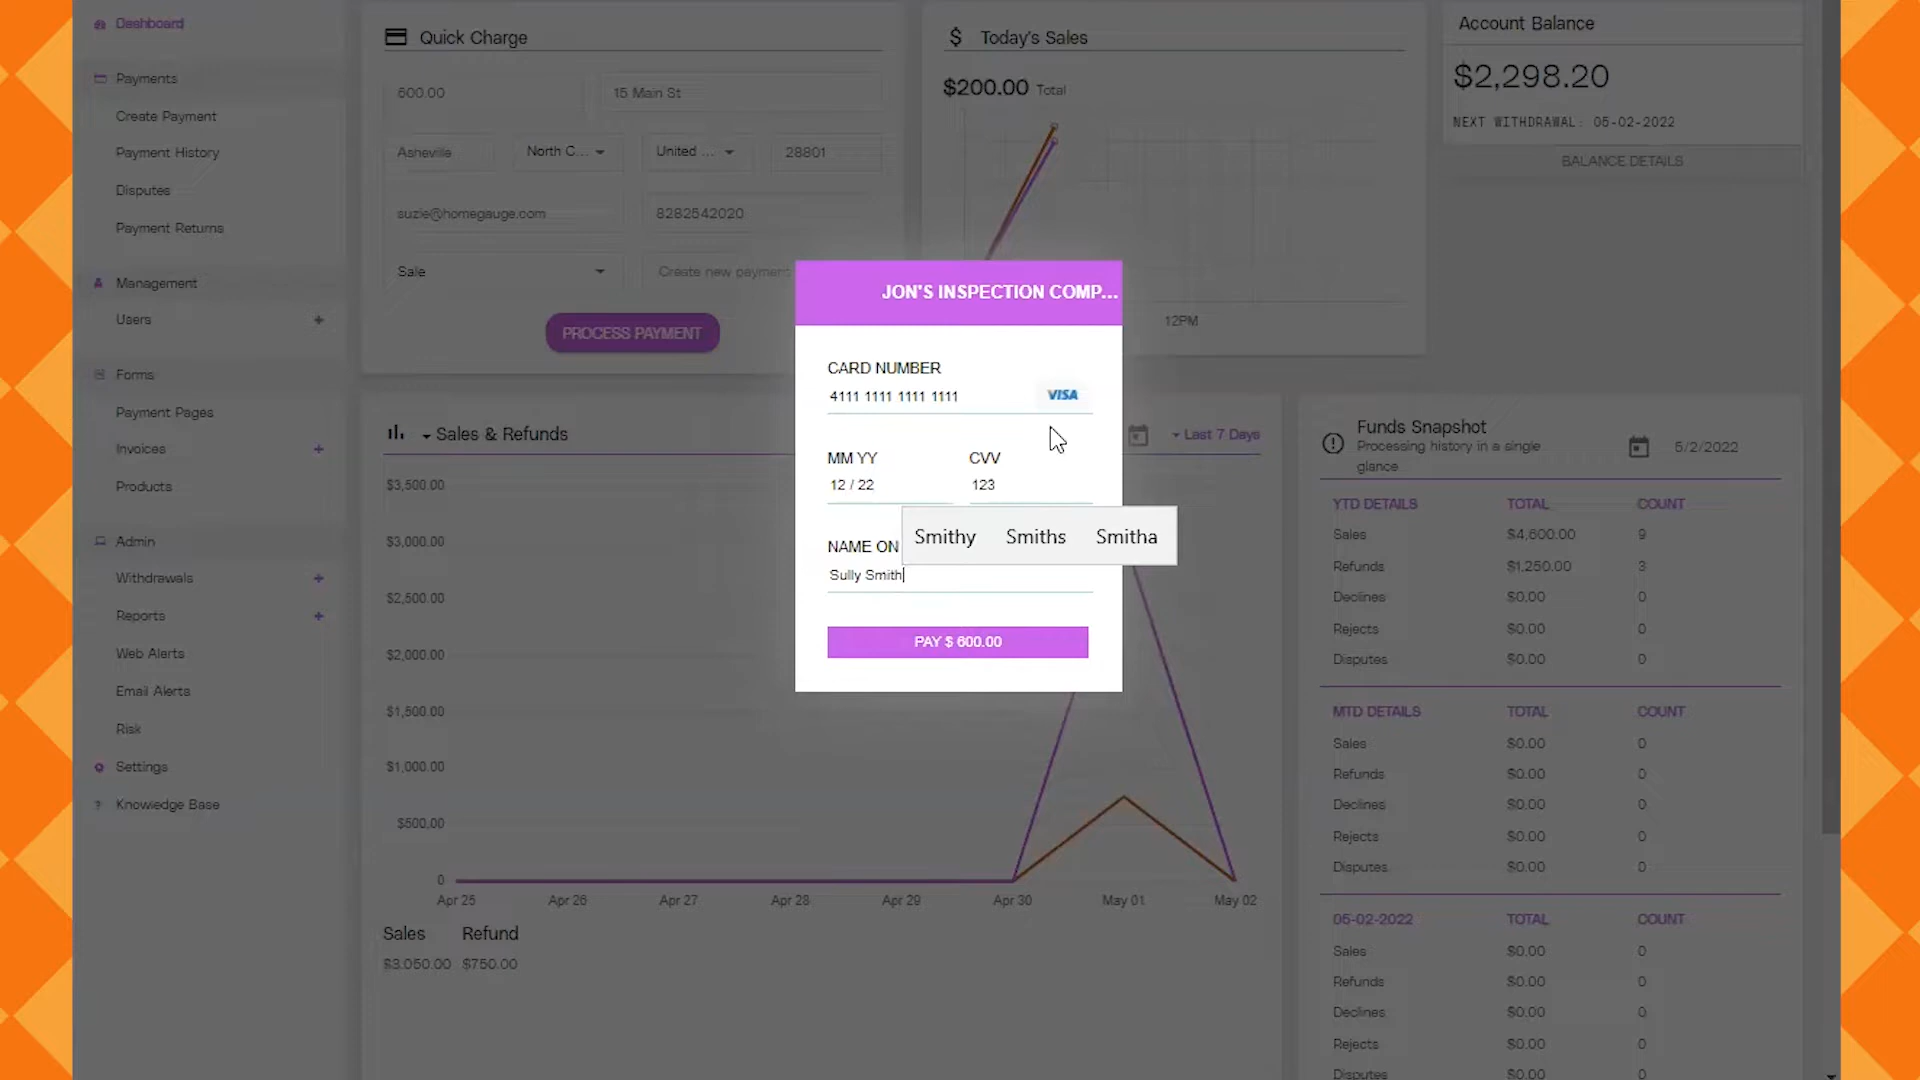 Dashboard
Payments
Create Payment
Payment History
Disputes
Payment Returns
Management
Users +
Forms
Payment Pages
Invoices +
Products
Admin
Withdrawals +
Reports +
Web Alerts
Email Alerts
Risk
Settings
? Knowledge Base
Quick Charge
600.00 15 Main St
Asheville North C... United ... 28801
suzie@homegauge.com 8282542020
Sale Create new payment
PROCESS PAYMENT
$ Today's Sales
$200.00 Total
12PM
Account Balance
$2,298.20
NEXT WITHDRAWAL: 05-02-2022
BALANCE DETAILS
JON'S INSPECTION COMP...
CARD NUMBER
4111 1111 1111 1111 VISA
MM YY CVV
12 / 22 123
Smithy Smiths Smitha
NAME ON
Sully Smith
PAY $ 600.00
Sales & Refunds Last 7 Days
$3,500.00
$3,000.00
$2,500.00
$2,000.00
$1,500.00
$1,000.00
$500.00
0
Apr 25 Apr 26 Apr 27 Apr 28 Apr 29 Apr 30 May 01 May 02
Sales Refund
$3,050.00 $750.00
Funds Snapshot
Processing history in a single
glance
5/2/2022
YTD DETAILS TOTAL COUNT
Sales $4,600.00 9
Refunds $1,250.00 3
Declines $0.00 0
Rejects $0.00 0
Disputes $0.00 0
MTD DETAILS TOTAL COUNT
Sales $0.00 0
Refunds $0.00 0
Declines $0.00 0
Rejects $0.00 0
Disputes $0.00 0
05-02-2022 TOTAL COUNT
Sales $0.00 0
Refunds $0.00 0
Declines $0.00 0
Rejects $0.00 0
Disputes $0.00 0